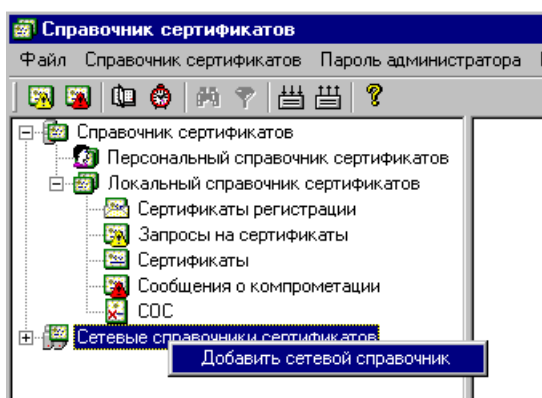 Справочник сертификатов
Файл Справочник сертификатов Пароль администратора
Справочник сертификатов
Персональный справочник сертификатов
Локальный справочник сертификатов
Сертификаты регистрации
Запросы на сертификаты
Сертификаты
Сообщения о компрометации
СОС
Сетевые справочники сертификатов
Добавить сетевой справочник